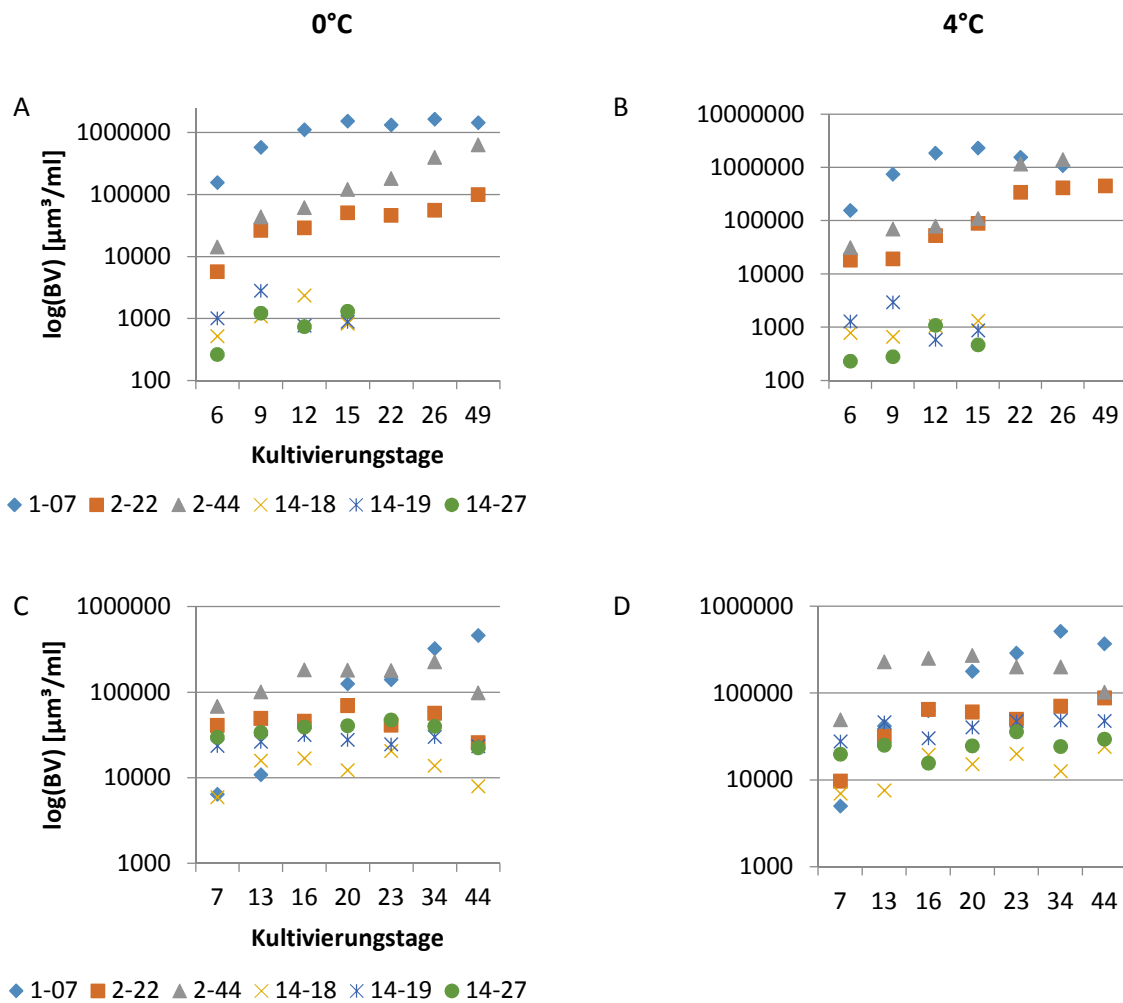 0°C
4°C
A
1000000
100000
10000
1000
100
log(BV) [µm³/ml]
6 9 12 15 22 26 49
Kultivierungstage
B
10000000
1000000
100000
10000
1000
100
6 9 12 15 22 26 49
1-07 2-22 2-44 14-18 14-19 14-27
C
1000000
100000
10000
1000
log(BV) [µm³/ml]
7 13 16 20 23 34 44
Kultivierungstage
D
1000000
100000
10000
1000
7 13 16 20 23 34 44
1-07 2-22 2-44 14-18 14-19 14-27